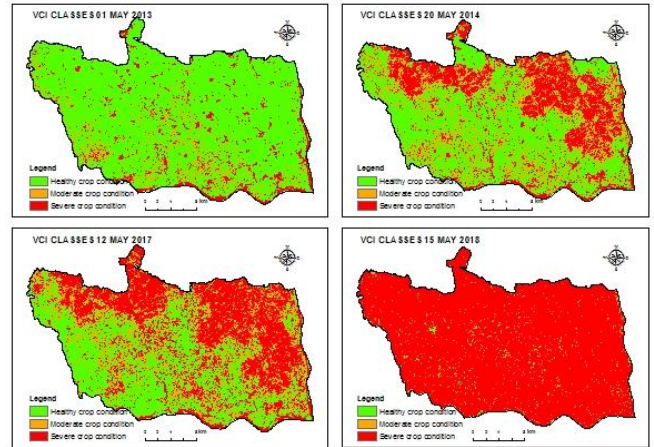 VCI CLASSES 01 MAY 2013
Legend
Healthy crop condition
Moderate crop condition
Severe crop condition
km
VCI CLASSES 20 MAY 2014
Legend
Healthy crop condition
Moderate crop condition
Severe crop condition
km
VCI CLASSES 12 MAY 2017
Legend
Healthy crop condition
Moderate crop condition
Severe crop condition
km
VCI CLASSES 15 MAY 2018
Legend
Healthy crop condition
Moderate crop condition
Severe crop condition
km